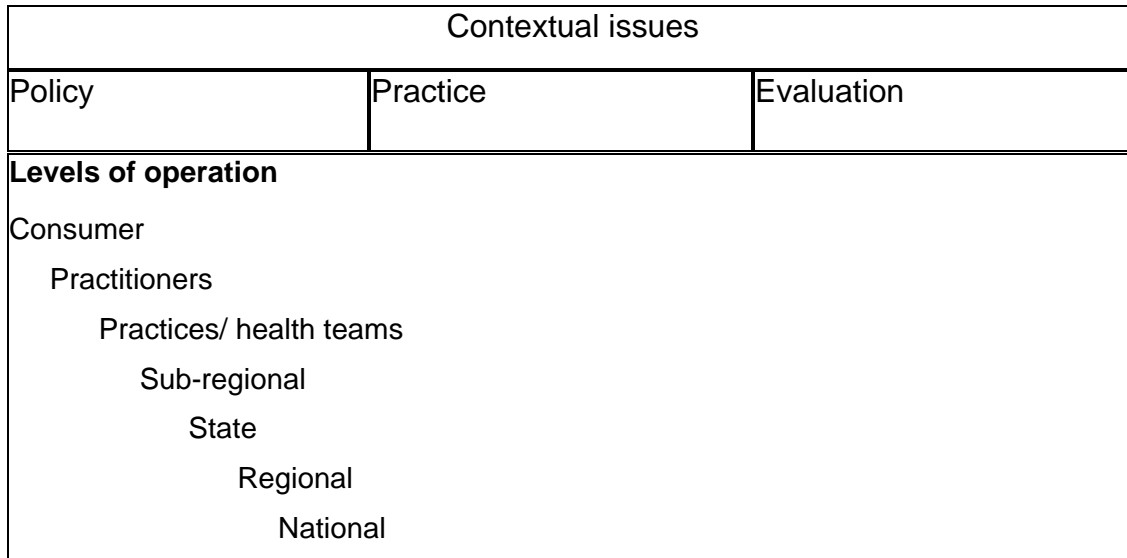 Contextual issues
Policy Practice Evaluation
Levels of operation
Consumer
Practitioners
Practices/ health teams
Sub-regional
State
Regional
National